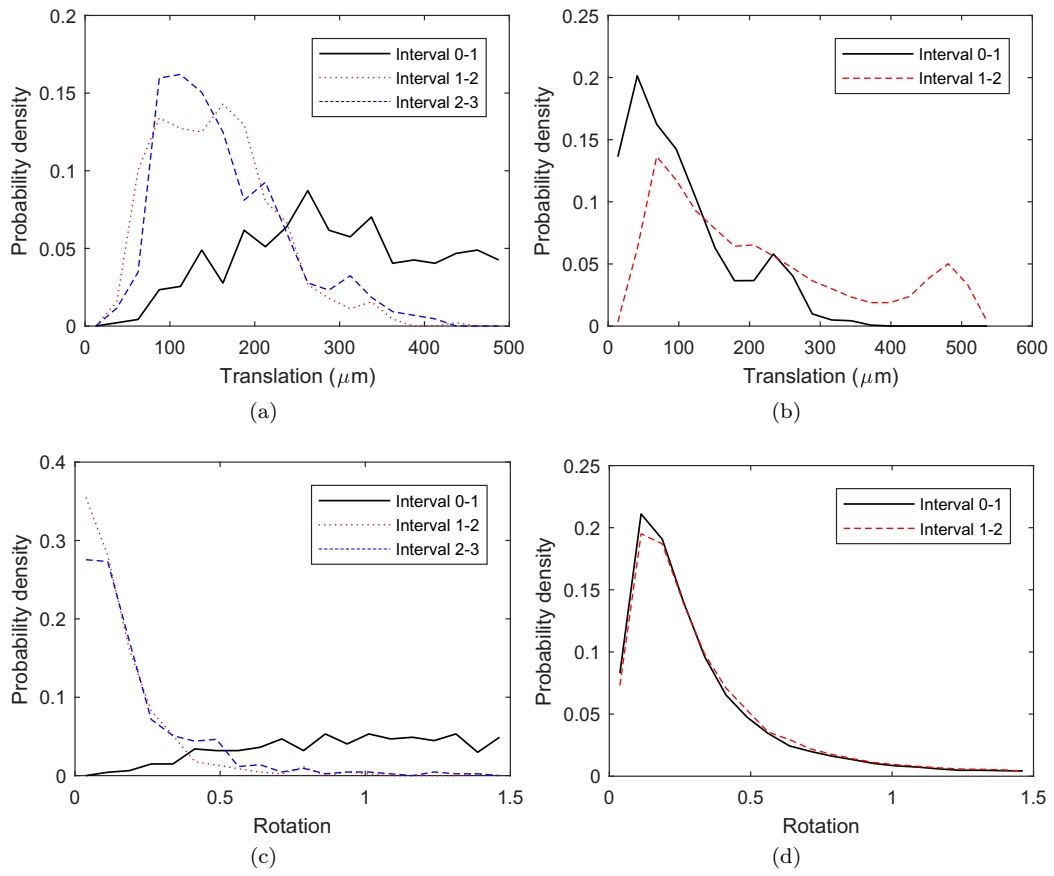 0.2
0.15
0.1
0.05
0
Probability density
0 100 200 300 400 500
Translation (μm)
Interval 0-1
Interval 1-2
Interval 2-3
(a)
0.25
0.20
0.15
0.10
0.05
0
Probability density
0 100 200 300 400 500 600
Translation (μm)
Interval 0-1
Interval 1-2
(b)
0.4
0.3
0.2
0.1
0
Probability density
0 0.5 1 1.5
Rotation
Interval 0-1
Interval 1-2
Interval 2-3
(c)
0.25
0.20
0.15
0.10
0.05
0
Probability density
0 0.5 1 1.5
Rotation
Interval 0-1
Interval 1-2
(d)